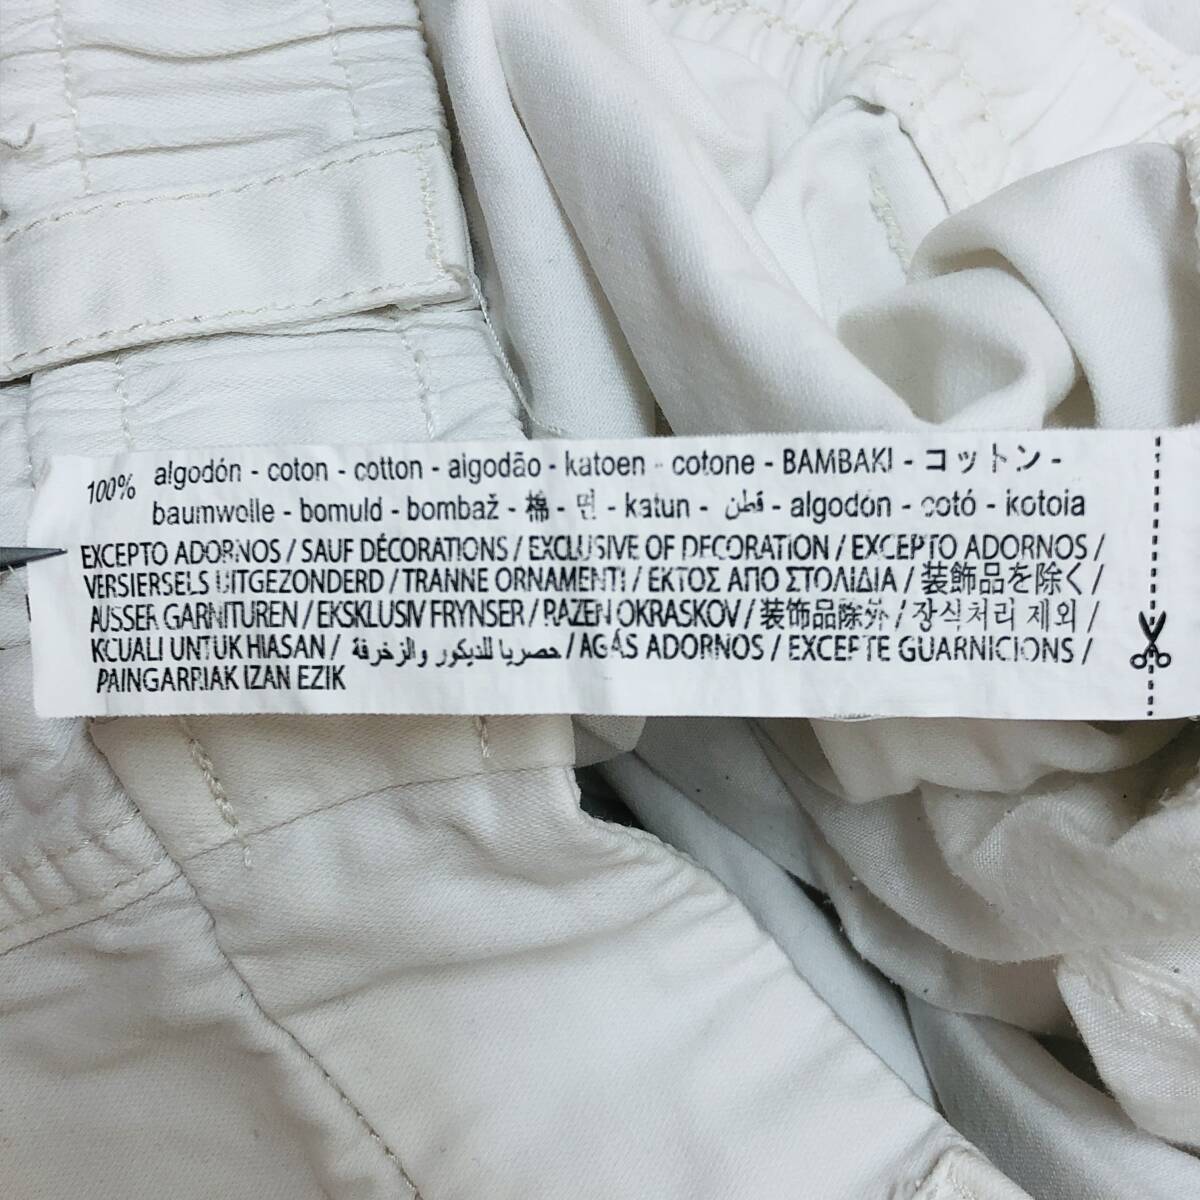 100% algodón - coton - cotton - algodão - katoen - cotone - BAMBAKI - コットン -
baumwolle - bomuld - bombaž - 棉 - 면 - katun - قطن - algodón - cotó - kotoia
EXCEPTO ADORNOS / SAUF DÉCORATIONS / EXCLUSIVE OF DECORATION / EXCEPTO ADORNOS /
VERSIERSELS UITGEZONDERD / TRANNE ORNAMENTI / ΕΚΤΟΣ ΑΠΟ ΣΤΟΛΙΔΙΑ / 装飾品を除く /
AUSSER GARNITUREN / EKSKLUSIV FRYNSER / RAZEN OKRASKOV / 装飾品除外 / 장식처리 제외 /
KCUALI UNTUK HIASAN / حصريا للديكور والزخرفة / AGÁS ADORNOS / EXCEPTE GUARNICIONS /
PAINGARRIAK IZAN EZIK